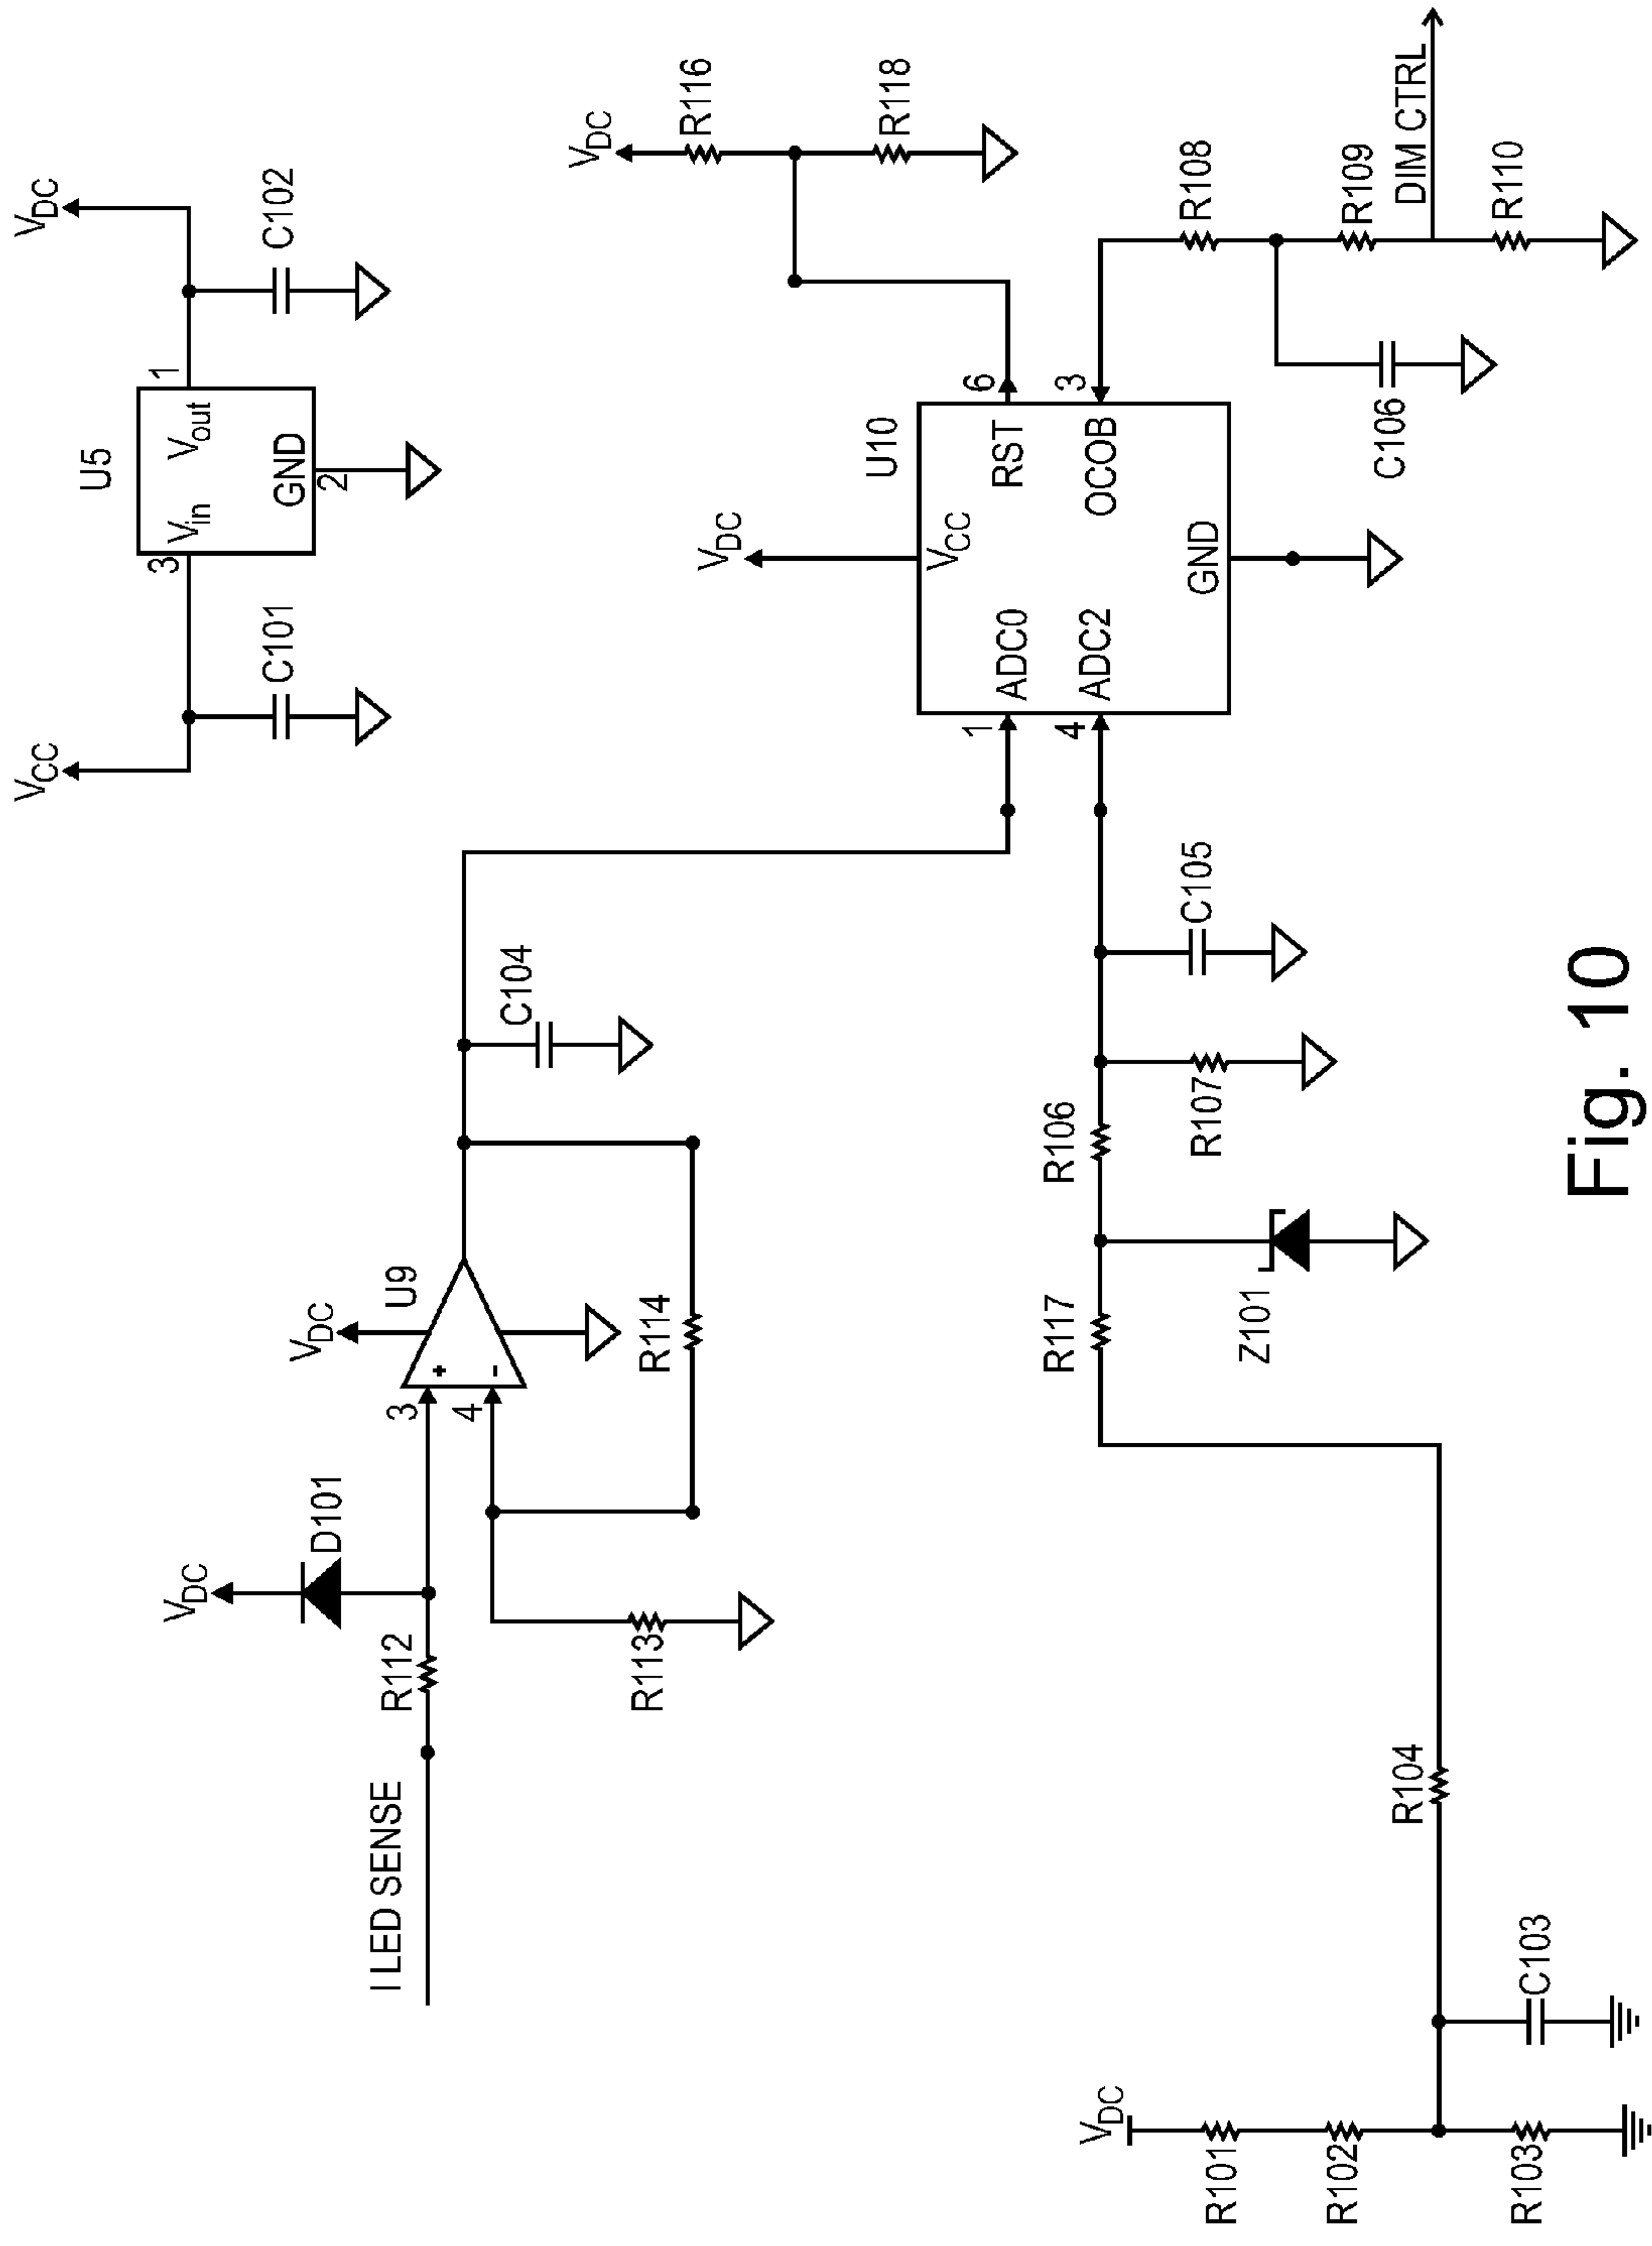 VCC
C101
3
Vin
U5
Vout
GND
2
1
VDC
C102
I LED SENSE
R112
VDC
D101
3
4
+
-
VDC
U9
R113
R114
C104
1
4
ADC0
ADC2
VDC
VCC
U10
RST
OCOB
GND
6
3
VDC
R116
R118
R108
R109
DIM CTRL
R110
C106
VDC
R101
R102
R103
C103
R104
R117
Z101
R106
R107
C105
Fig. 10